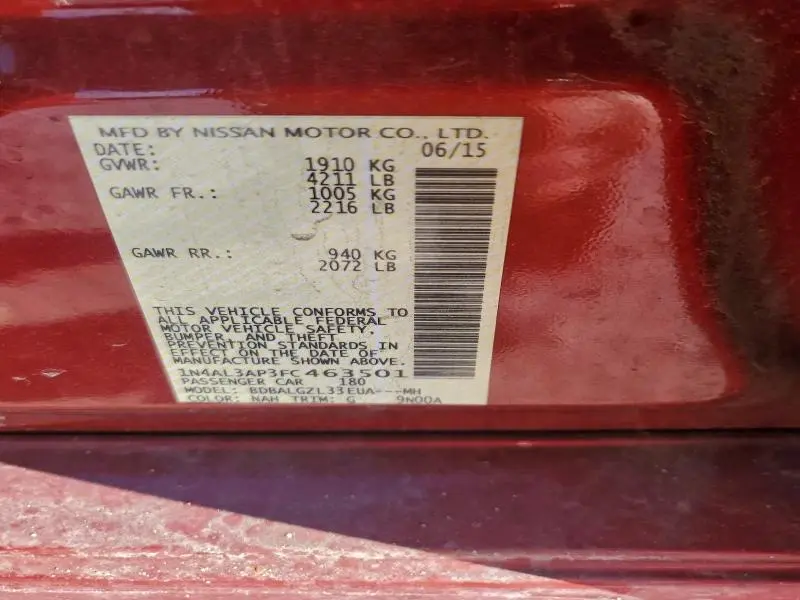 MFD BY NISSAN MOTOR CO., LTD.
DATE: 06/15
GVWR: 1910 KG
4211 LB
GAWR FR.: 1005 KG
2216 LB
GAWR RR.: 940 KG
2072 LB
THIS VEHICLE CONFORMS TO
ALL APPLICABLE FEDERAL
MOTOR VEHICLE SAFETY,
BUMPER, AND THEFT
PREVENTION STANDARDS IN
EFFECT ON THE DATE OF
MANUFACTURE SHOWN ABOVE.
1N4AL3AP3FC463501
PASSENGER CAR 180
MODEL: BDBALGZL33EUA---MH
COLOR: NAH TRIM: G 9N00A